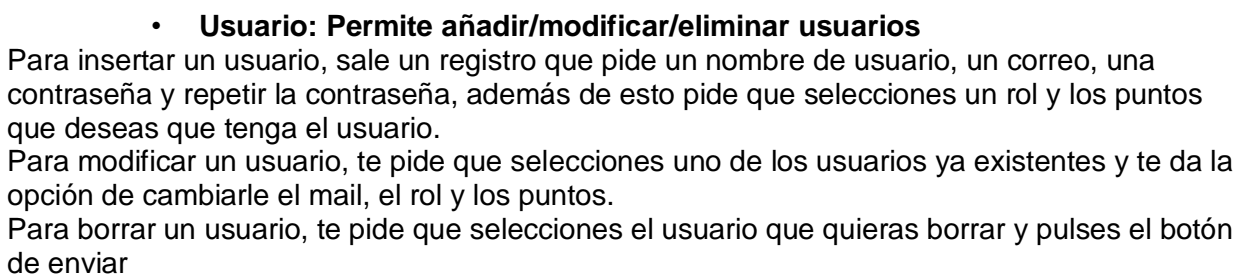 • Usuario: Permite añadir/modificar/eliminar usuarios
Para insertar un usuario, sale un registro que pide un nombre de usuario, un correo, una
contraseña y repetir la contraseña, además de esto pide que selecciones un rol y los puntos
que deseas que tenga el usuario.
Para modificar un usuario, te pide que selecciones uno de los usuarios ya existentes y te da la
opción de cambiarle el mail, el rol y los puntos.
Para borrar un usuario, te pide que selecciones el usuario que quieras borrar y pulses el botón
de enviar